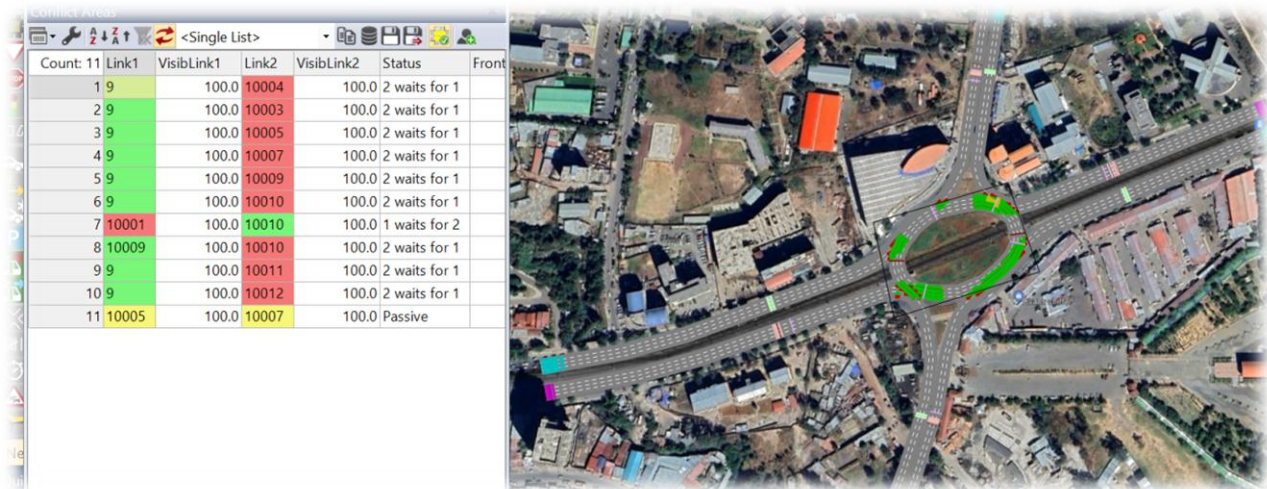 Conflict Areas
<Single List>
Count: 11 Link1 VisibLink1 Link2 VisibLink2 Status Front
1 9 100.0 10004 100.0 2 waits for 1
2 9 100.0 10003 100.0 2 waits for 1
3 9 100.0 10005 100.0 2 waits for 1
4 9 100.0 10007 100.0 2 waits for 1
5 9 100.0 10009 100.0 2 waits for 1
6 9 100.0 10010 100.0 2 waits for 1
7 10001 100.0 10010 100.0 1 waits for 2
8 10009 100.0 10010 100.0 2 waits for 1
9 9 100.0 10011 100.0 2 waits for 1
10 9 100.0 10012 100.0 2 waits for 1
11 10005 100.0 10007 100.0 Passive
Ne